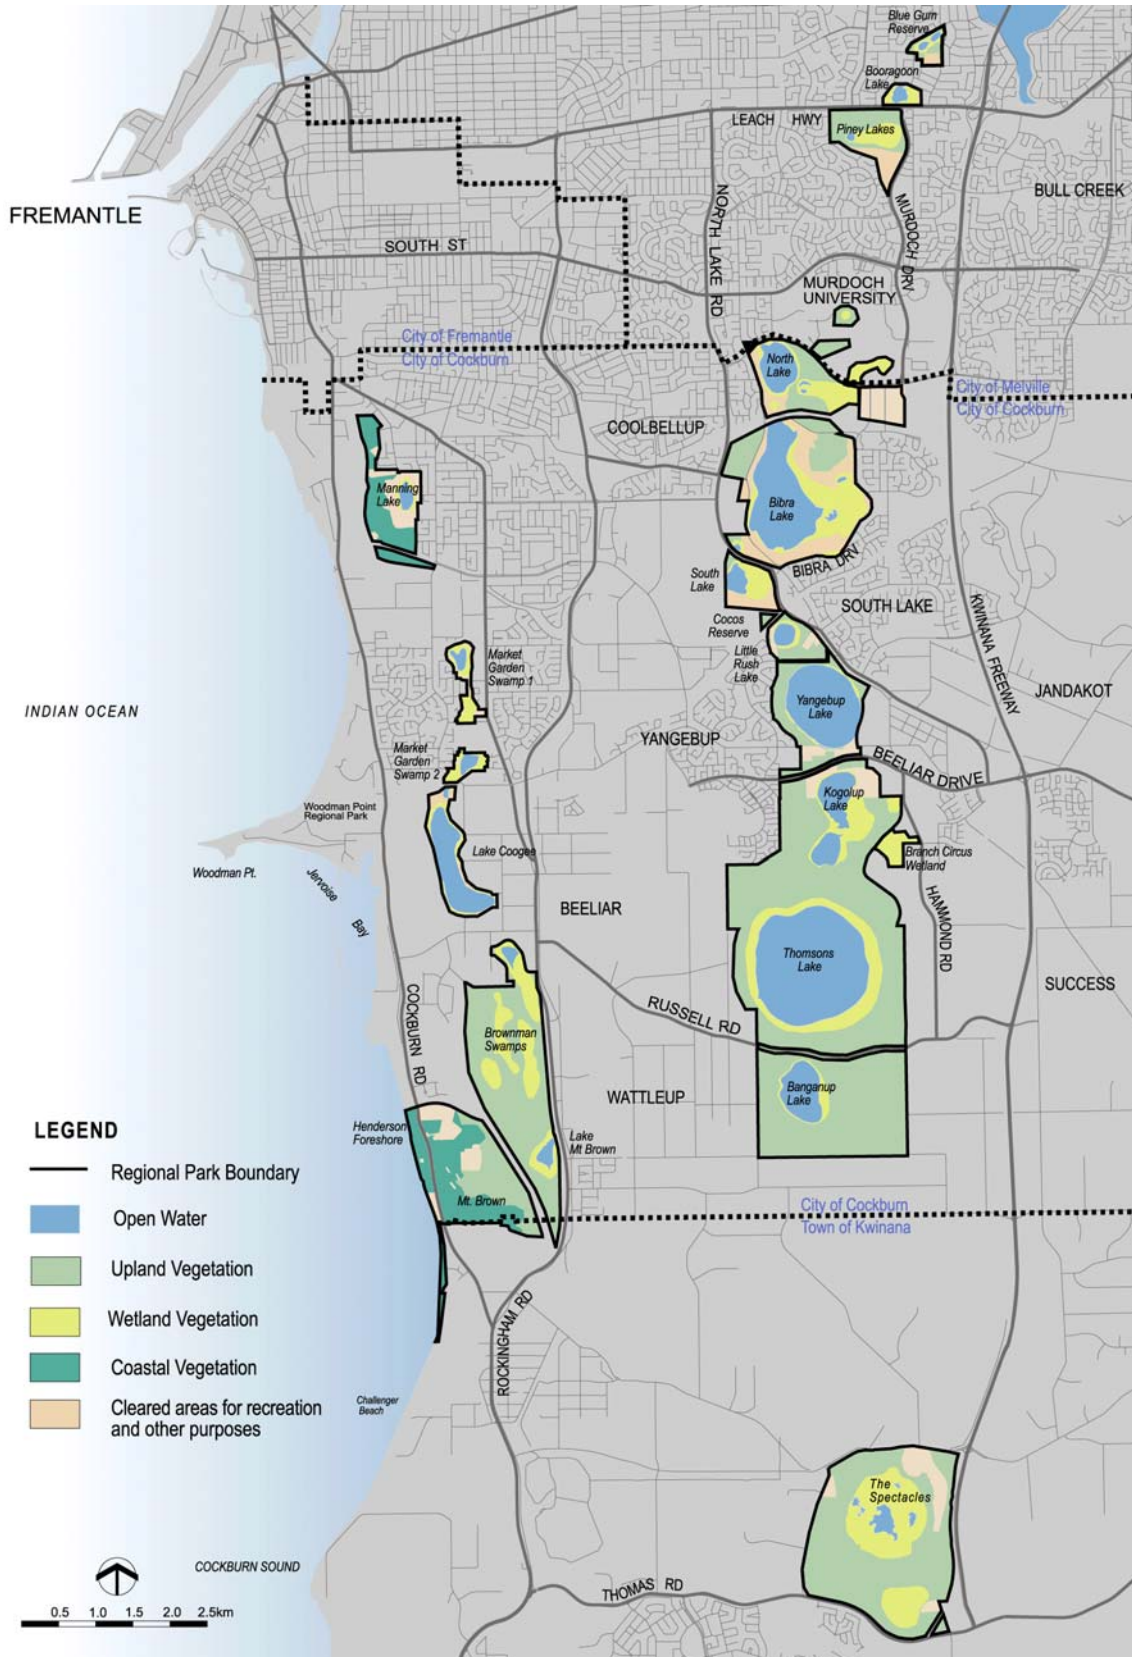 Blue Gum
Reserve
Booragoon
Lake
LEACH HWY
Piney Lakes
BULL CREEK
FREMANTLE
NORTH LAKE RD
MURDOCH DRV
SOUTH ST
MURDOCH
UNIVERSITY
City of Fremantle
City of Cockburn
North
Lake
City of Melville
City of Cockburn
COOLBELLUP
Manning
Lake
Bibra
Lake
BIBRA DRV
South
Lake
SOUTH LAKE
KWINANA FREEWAY
Cocos
Reserve
Little
Rush
Lake
Market
Garden
Swamp 1
JANDAKOT
INDIAN OCEAN
Yangebup
Lake
YANGEBUP
Market
Garden
Swamp 2
BEELIAR DRIVE
Kogolup
Lake
Woodman Point
Regional Park
Lake Coogee
Branch Circus
Wetland
Woodman Pt.
Jervoise
Bay
HAMMOND RD
BEELIAR
Thomsons
Lake
SUCCESS
COCKBURN RD
RUSSELL RD
Brownman
Swamps
Banganup
Lake
WATTLEUP
Henderson
Foreshore
Lake
Mt Brown
LEGEND
Regional Park Boundary
Mt. Brown
City of Cockburn
Town of Kwinana
Open Water
Upland Vegetation
Wetland Vegetation
Coastal Vegetation
Cleared areas for recreation
and other purposes
ROCKINGHAM RD
Challenger
Beach
The
Spectacles
COCKBURN SOUND
THOMAS RD
0.5 1.0 1.5 2.0 2.5km